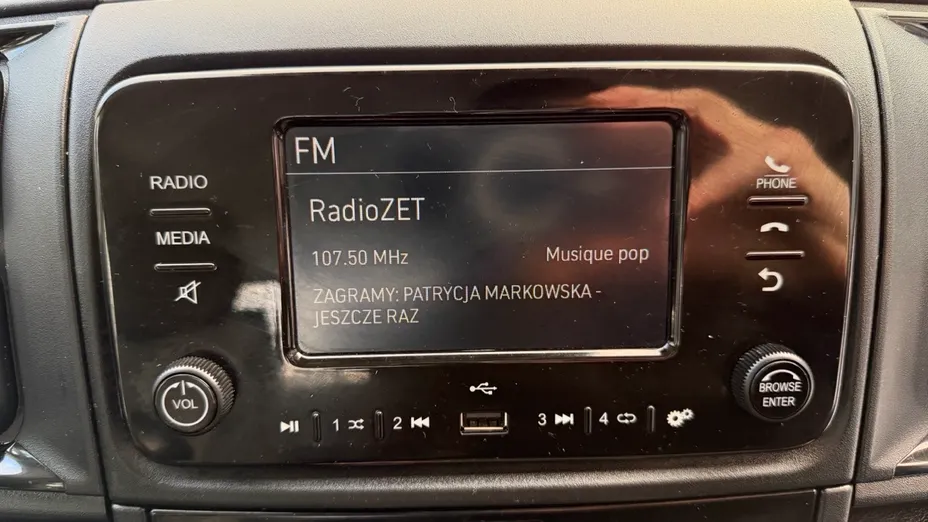 FM
RADIO
PHONE
RadioZET
MEDIA
107.50 MHz
Musique pop
ZAGRAMY: PATRYCJA MARKOWSKA -
JESZCZE RAZ
VOL
BROWSE
ENTER
1
2
3
4